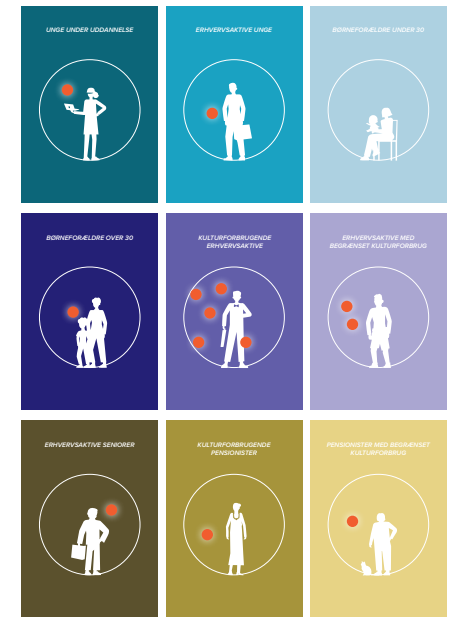 UNGE UNDER UDDANNELSE
ERHVERVSAKTIVE UNGE
BØRNEFORÆLDRE UNDER 30
BØRNEFORÆLDRE OVER 30
KULTURFORBRUGENDE
ERHVERVSAKTIVE
ERHVERVSAKTIVE MED
BEGRÆNSET KULTURFORBRUG
ERHVERVSAKTIVE SENIORER
KULTURFORBRUGENDE
PENSIONISTER
PENSIONISTER MED BEGRÆNSET
KULTURFORBRUG